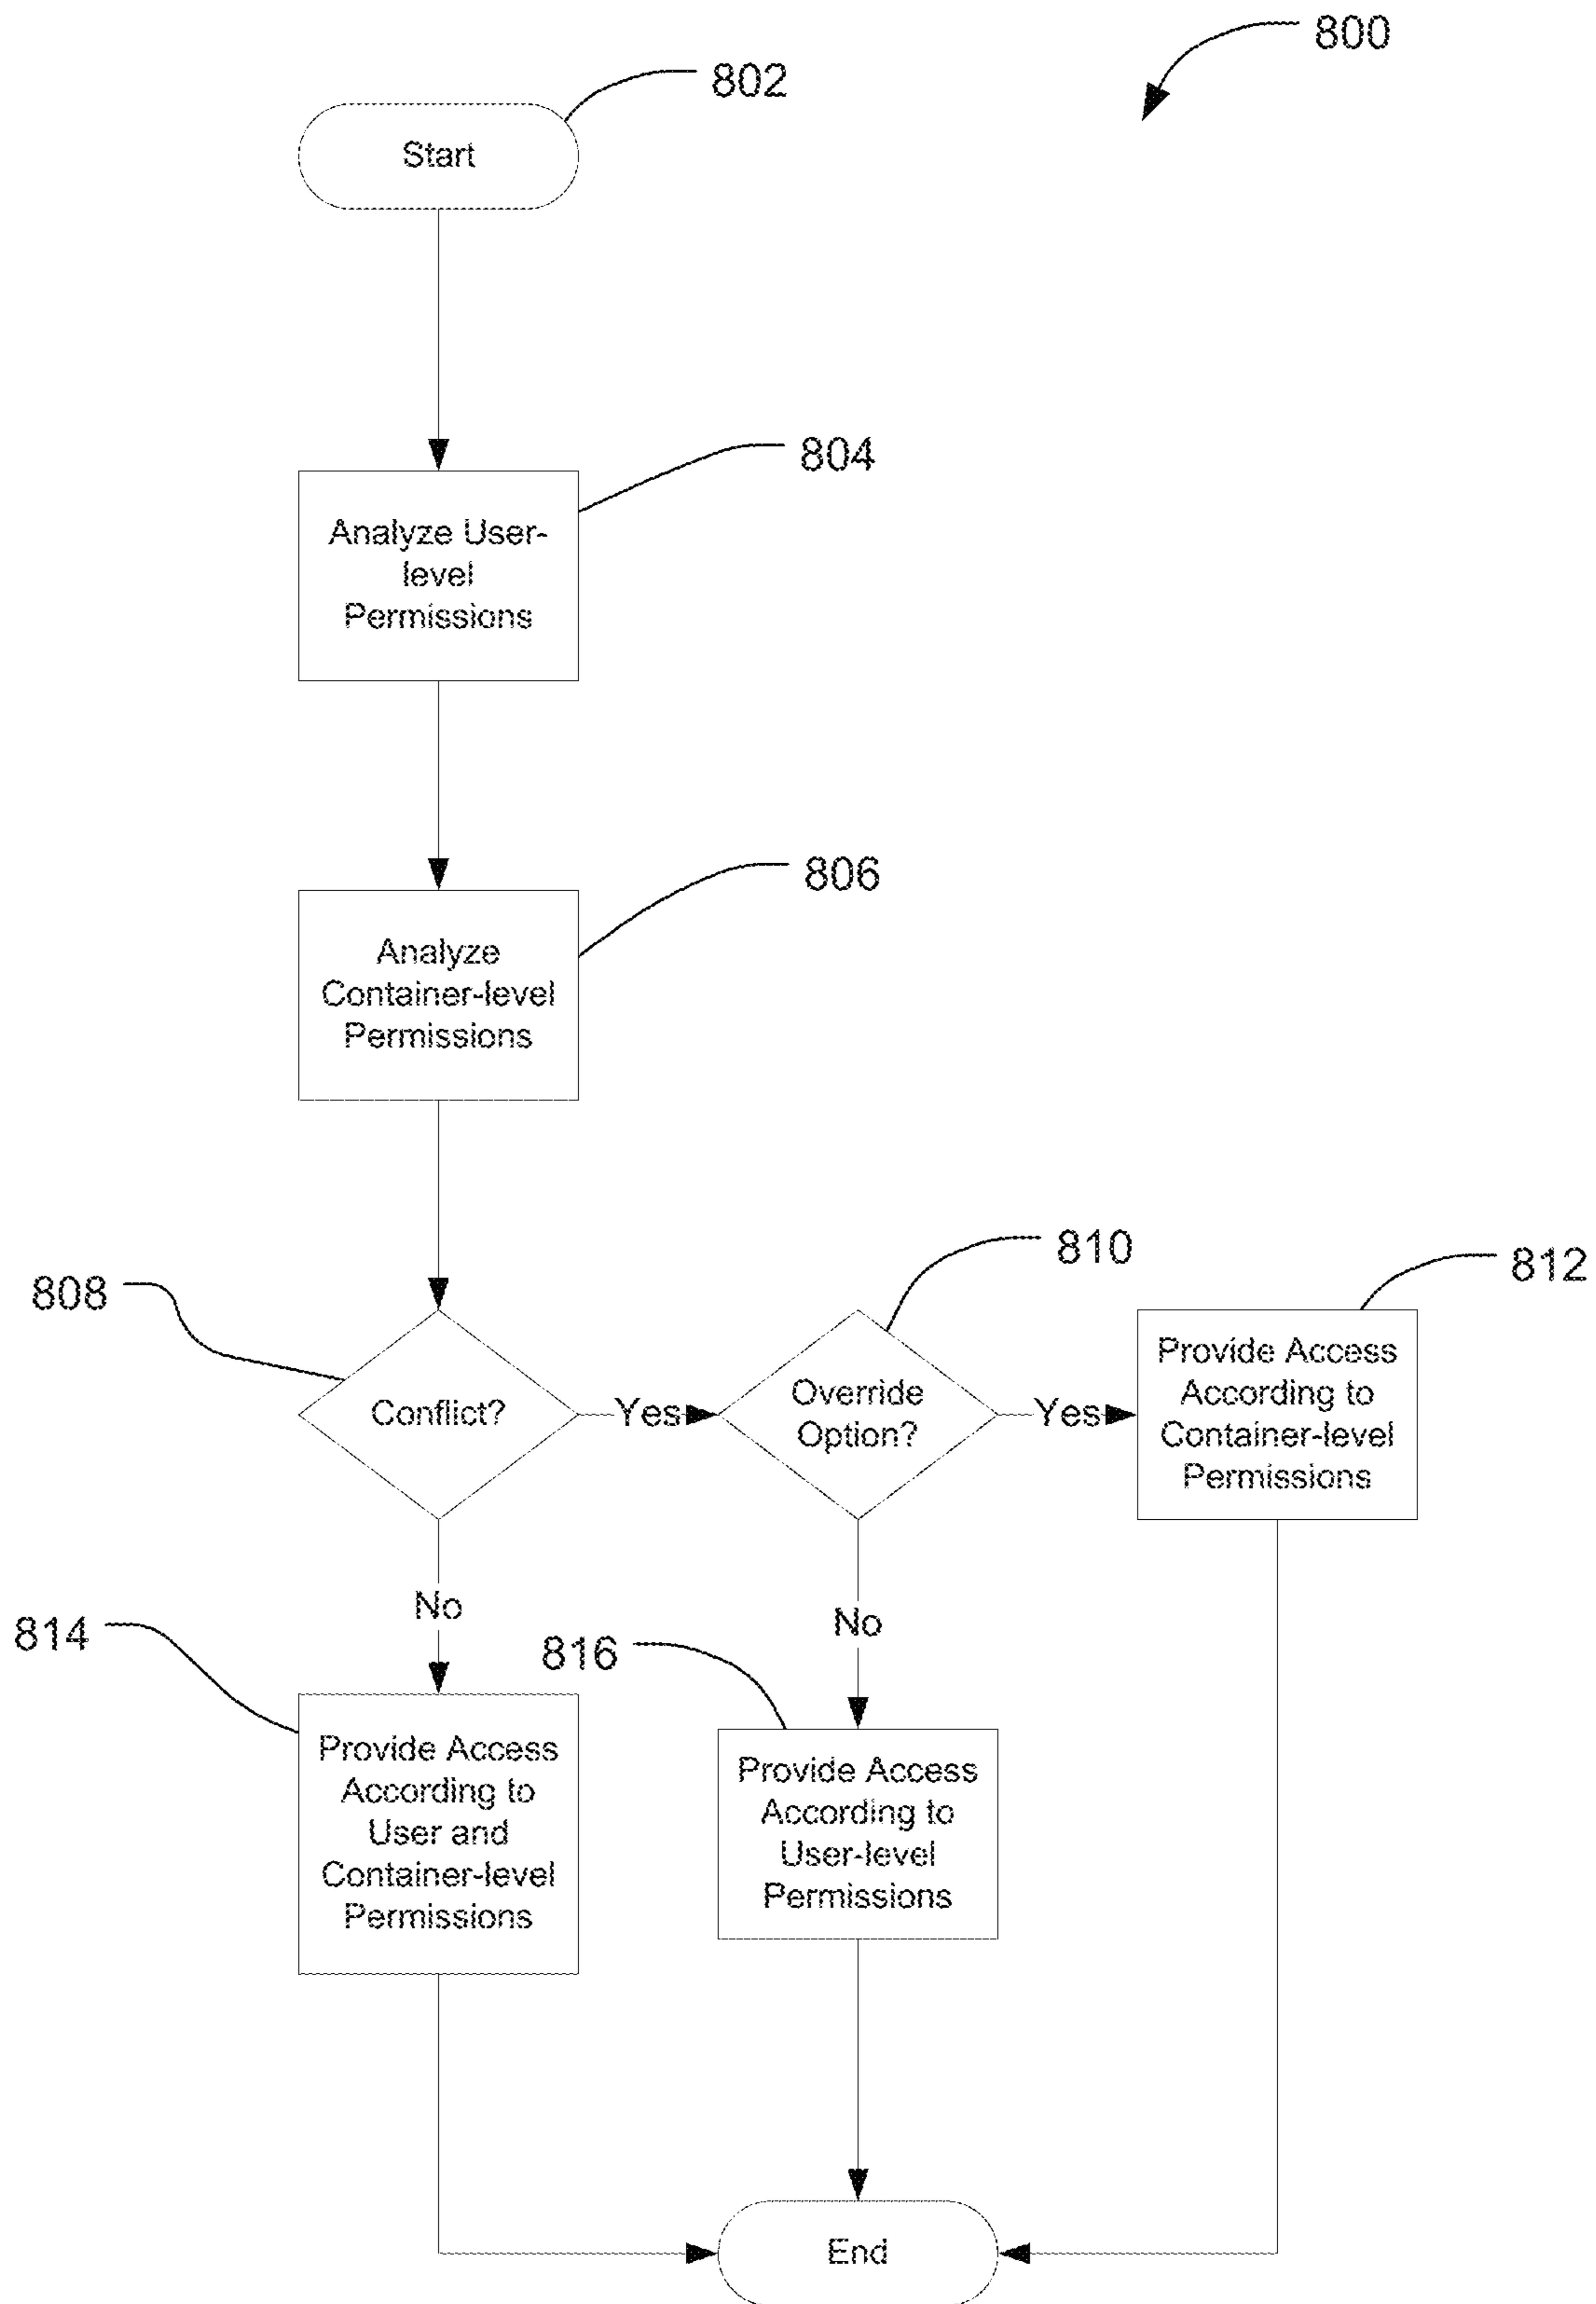 800
802
Start
804
Analyze User-
level
Permissions
806
Analyze
Container-level
Permissions
808
Conflict?
Yes
810
Override
Option?
Yes
812
Provide Access
According to
Container-level
Permissions
No
814
Provide Access
According to
User and
Container-level
Permissions
No
816
Provide Access
According to
User-level
Permissions
End